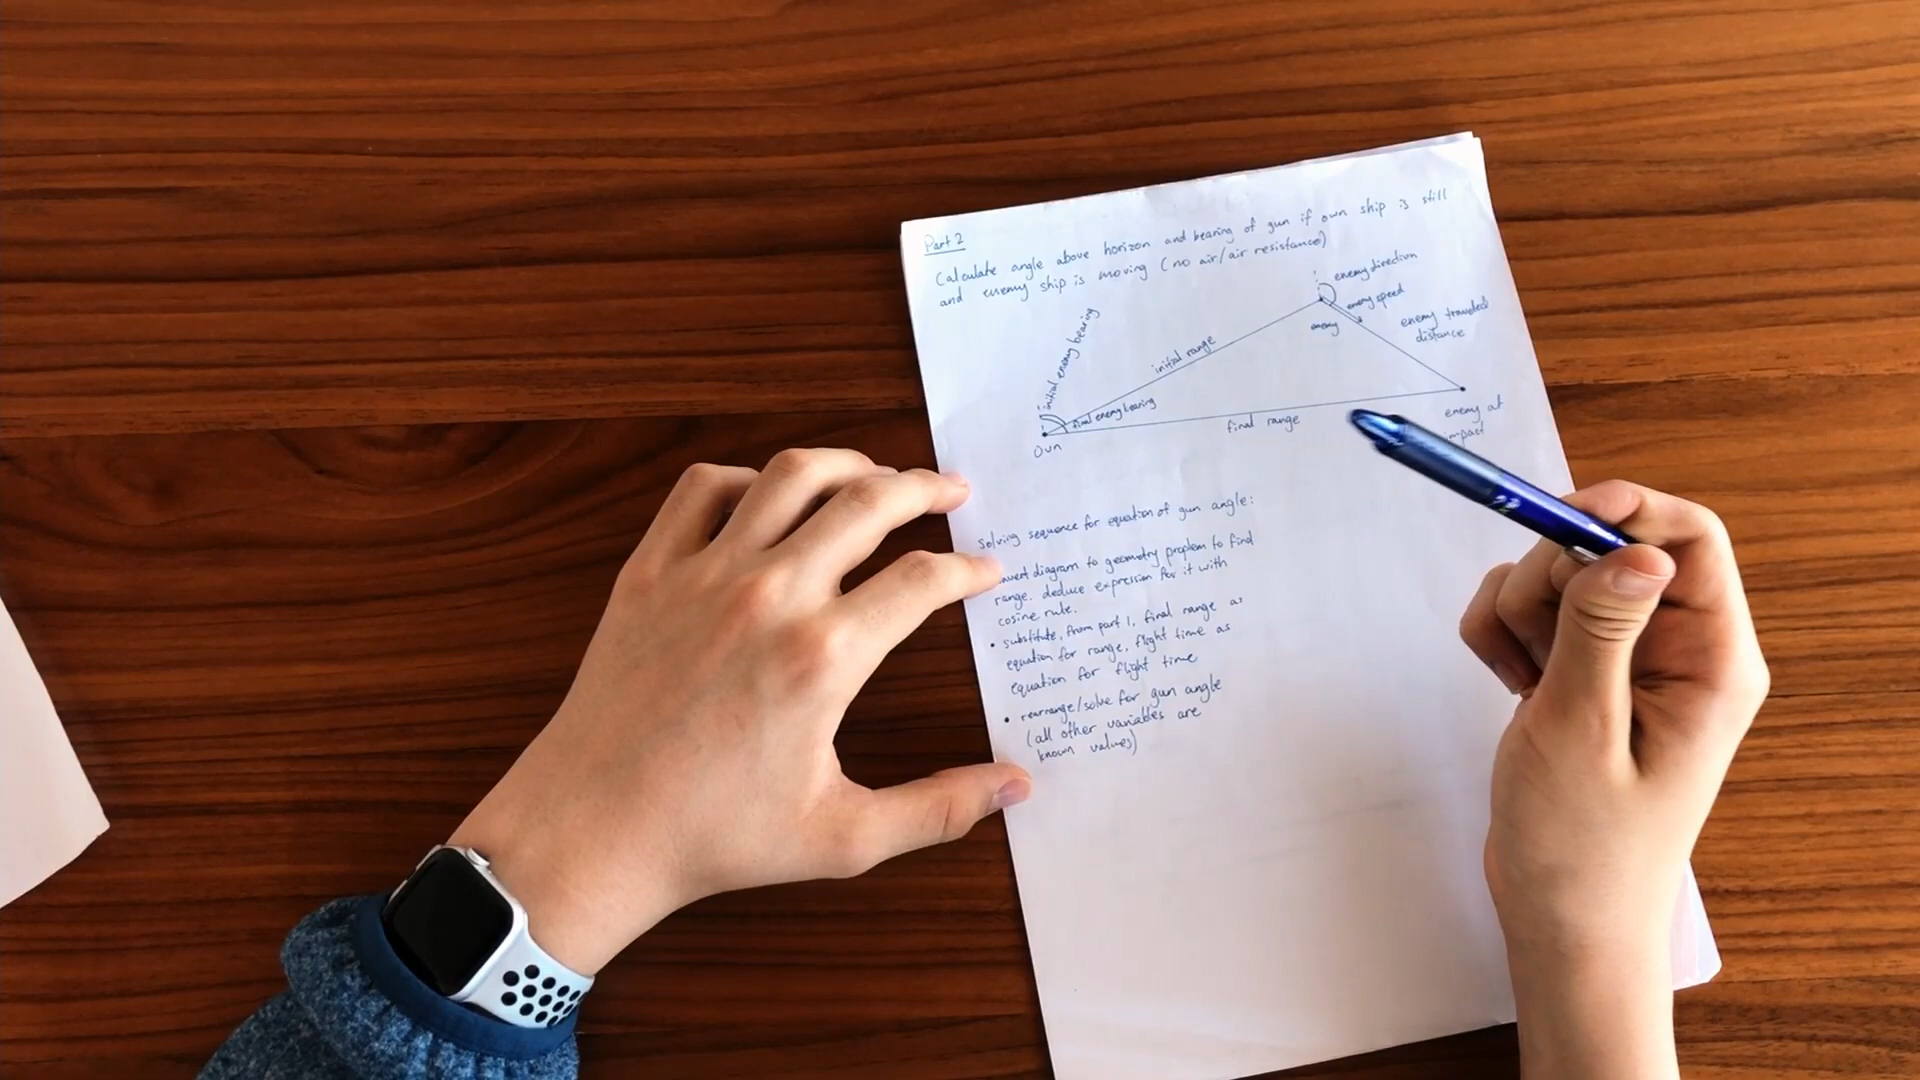 Part 2
Calculate angle above horizon and bearing of gun if own ship is still
and enemy ship is moving (no air/air resistance)
enemy direction
enemy speed
enemy
enemy traveled
distance
initial enemy bearing
initial range
final enemy bearing
final range
Own
enemy at
impact
Solving sequence for equation of gun angle:
diagram to geometry problem to find
range. deduce expression for it with
cosine rule.
• substitute, from part 1, final range as
equation for range, flight time as
equation for flight time
• rearrange/solve for gun angle
(all other variables are
known values)